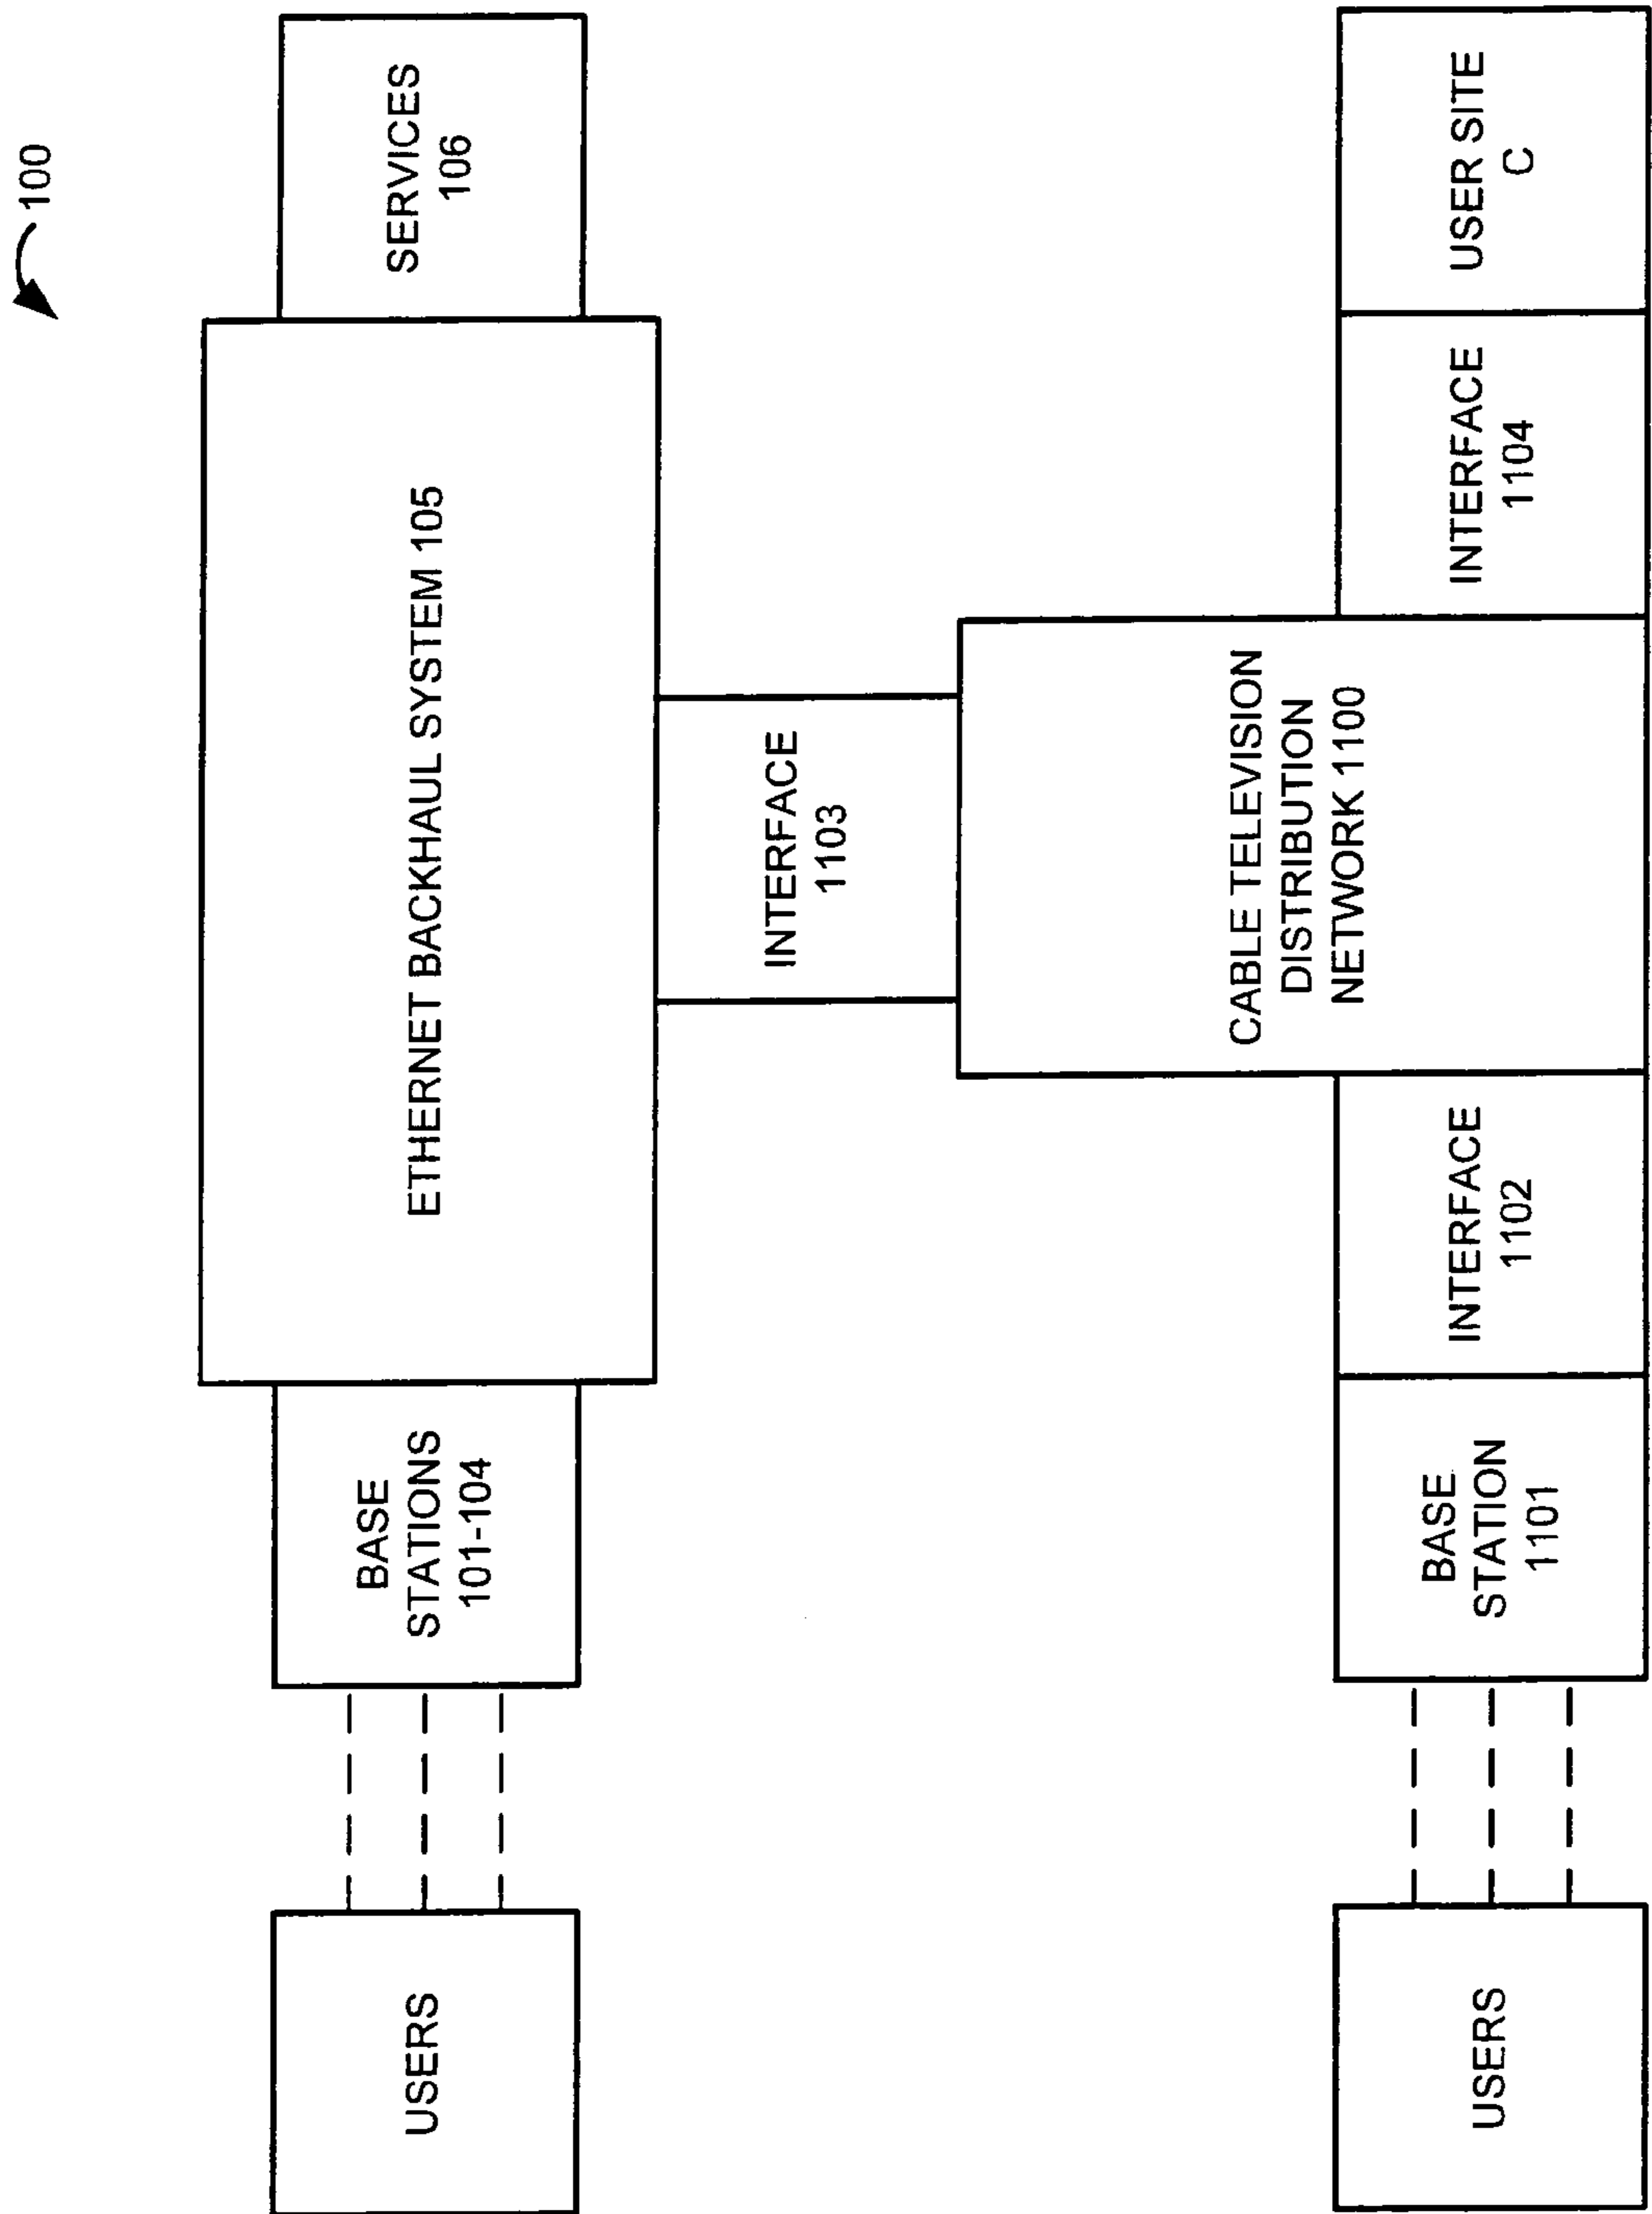 100
USERS
BASE
STATIONS
101-104
ETHERNET BACKHAUL SYSTEM 105
SERVICES
106
INTERFACE
1103
USERS
BASE
STATION
1101
INTERFACE
1102
CABLE TELEVISION
DISTRIBUTION
NETWORK 1100
INTERFACE
1104
USER SITE
C